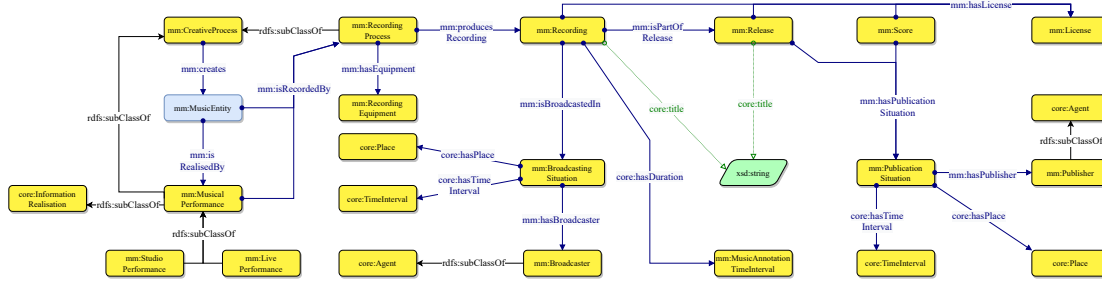 mm:hasLicense
mm:CreativeProcess
rdfs:subClassOf
mm:Recording
Process
mm:produces
Recording
mm:Recording
mm:isPartOf
Release
mm:Release
mm:Score
mm:License
mm:creates
mm:hasEquipment
mm:isRecordedBy
mm:MusicEntity
mm:Recording
Equipment
mm:isBroadcastedIn
core:title
core:title
mm:hasPublication
Situation
core:Agent
rdfs:subClassOf
rdfs:subClassOf
core:Place
mm:is
RealisedBy
core:hasPlace
mm:Broadcasting
Situation
xsd:string
mm:Publication
Situation
mm:hasPublisher
mm:Publisher
core:hasTime
Interval
core:hasDuration
core:Information
Realisation
rdfs:subClassOf
mm:Musical
Performance
core:TimeInterval
mm:hasBroadcaster
core:hasTime
Interval
core:hasPlace
rdfs:subClassOf
mm:Studio
Performance
mm:Live
Performance
core:Agent
rdfs:subClassOf
mm:Broadcaster
mm:MusicAnnotation
TimeInterval
core:TimeInterval
core:Place